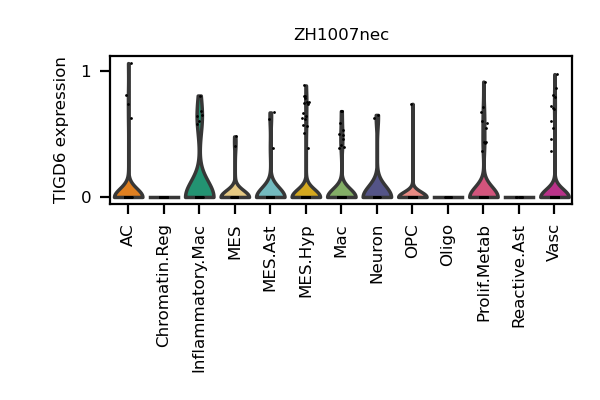 ZH1007nec
TIGD6 expression
1
0
AC
Chromatin.Reg
Inflammatory.Mac
MES
MES.Ast
MES.Hyp
Mac
Neuron
OPC
Oligo
Prolif.Metab
Reactive.Ast
Vasc